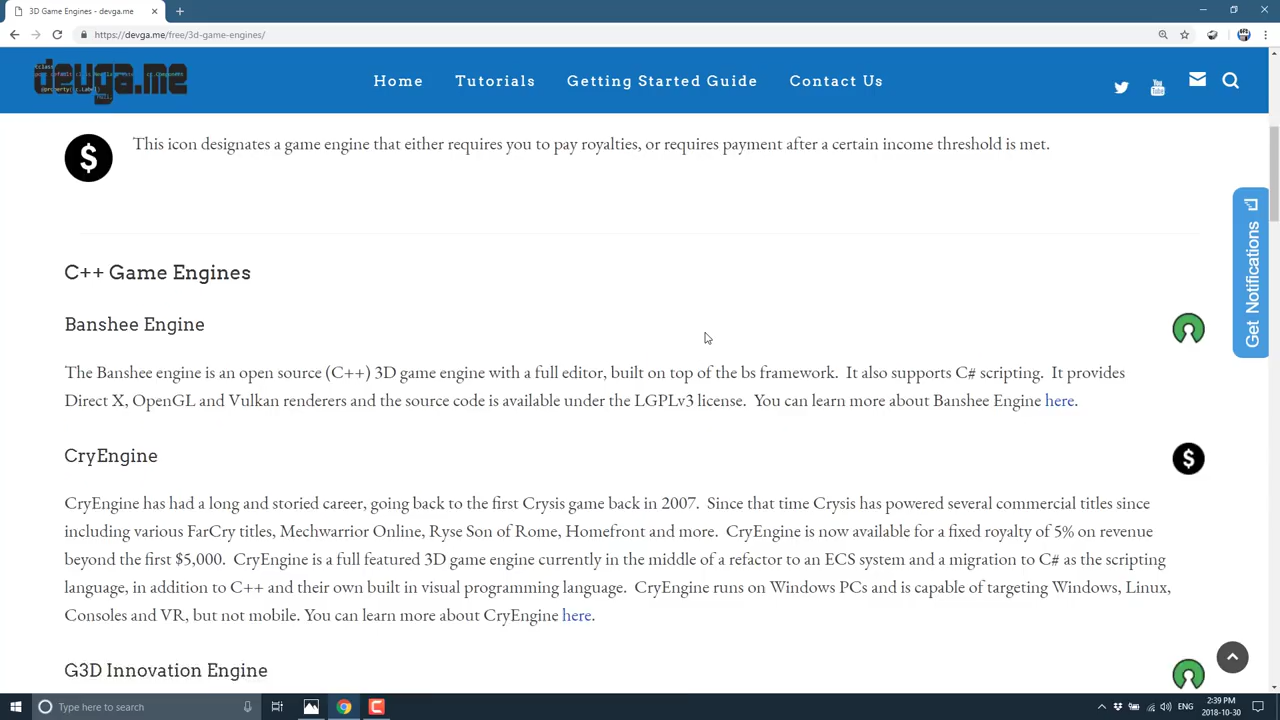 3D Game Engines - devga.me
https://devga.me/free/3d-game-engines/
devga.me
Home
Tutorials
Getting Started Guide
Contact Us
This icon designates a game engine that either requires you to pay royalties, or requires payment after a certain income threshold is met.
Get Notifications
C++ Game Engines
Banshee Engine
The Banshee engine is an open source (C++) 3D game engine with a full editor, built on top of the bs framework. It also supports C# scripting. It provides
Direct X, OpenGL and Vulkan renderers and the source code is available under the LGPLv3 license. You can learn more about Banshee Engine here.
CryEngine
CryEngine has had a long and storied career, going back to the first Crysis game back in 2007. Since that time Crysis has powered several commercial titles since
including various FarCry titles, Mechwarrior Online, Ryse Son of Rome, Homefront and more. CryEngine is now available for a fixed royalty of 5% on revenue
beyond the first $5,000. CryEngine is a full featured 3D game engine currently in the middle of a refactor to an ECS system and a migration to C# as the scripting
language, in addition to C++ and their own built in visual programming language. CryEngine runs on Windows PCs and is capable of targeting Windows, Linux,
Consoles and VR, but not mobile. You can learn more about CryEngine here.
G3D Innovation Engine
Type here to search
ENG
2:39 PM
2018-10-30